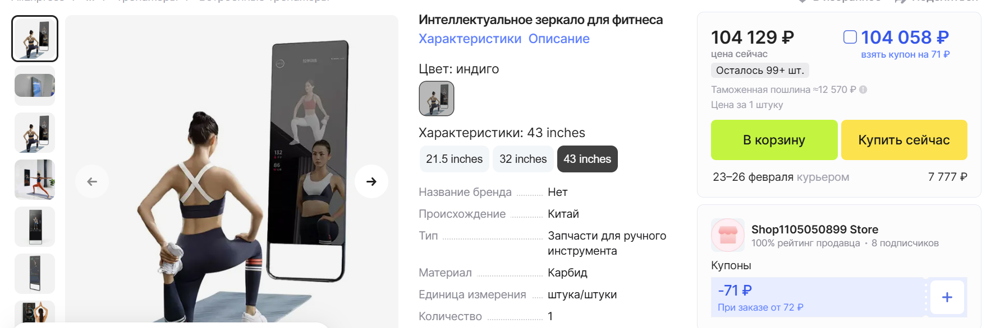 Интеллектуальное зеркало для фитнеса
Характеристики Описание
Цвет: индиго
Характеристики: 43 inches
21.5 inches 32 inches 43 inches
Название бренда Нет
Происхождение Китай
Тип Запчасти для ручного
инструмента
Материал Карбид
Единица измерения штука/штуки
Количество 1
132
86
104 129 ₽
цена сейчас
104 058 ₽
взять купон на 71 ₽
Осталось 99+ шт.
Таможенная пошлина ≈12 570 ₽
Цена за 1 штуку
В корзину Купить сейчас
23–26 февраля курьером 7 777 ₽
Shop1105050899 Store
100% рейтинг продавца • 8 подписчиков
Купоны
-71 ₽
При заказе от 72 ₽
+